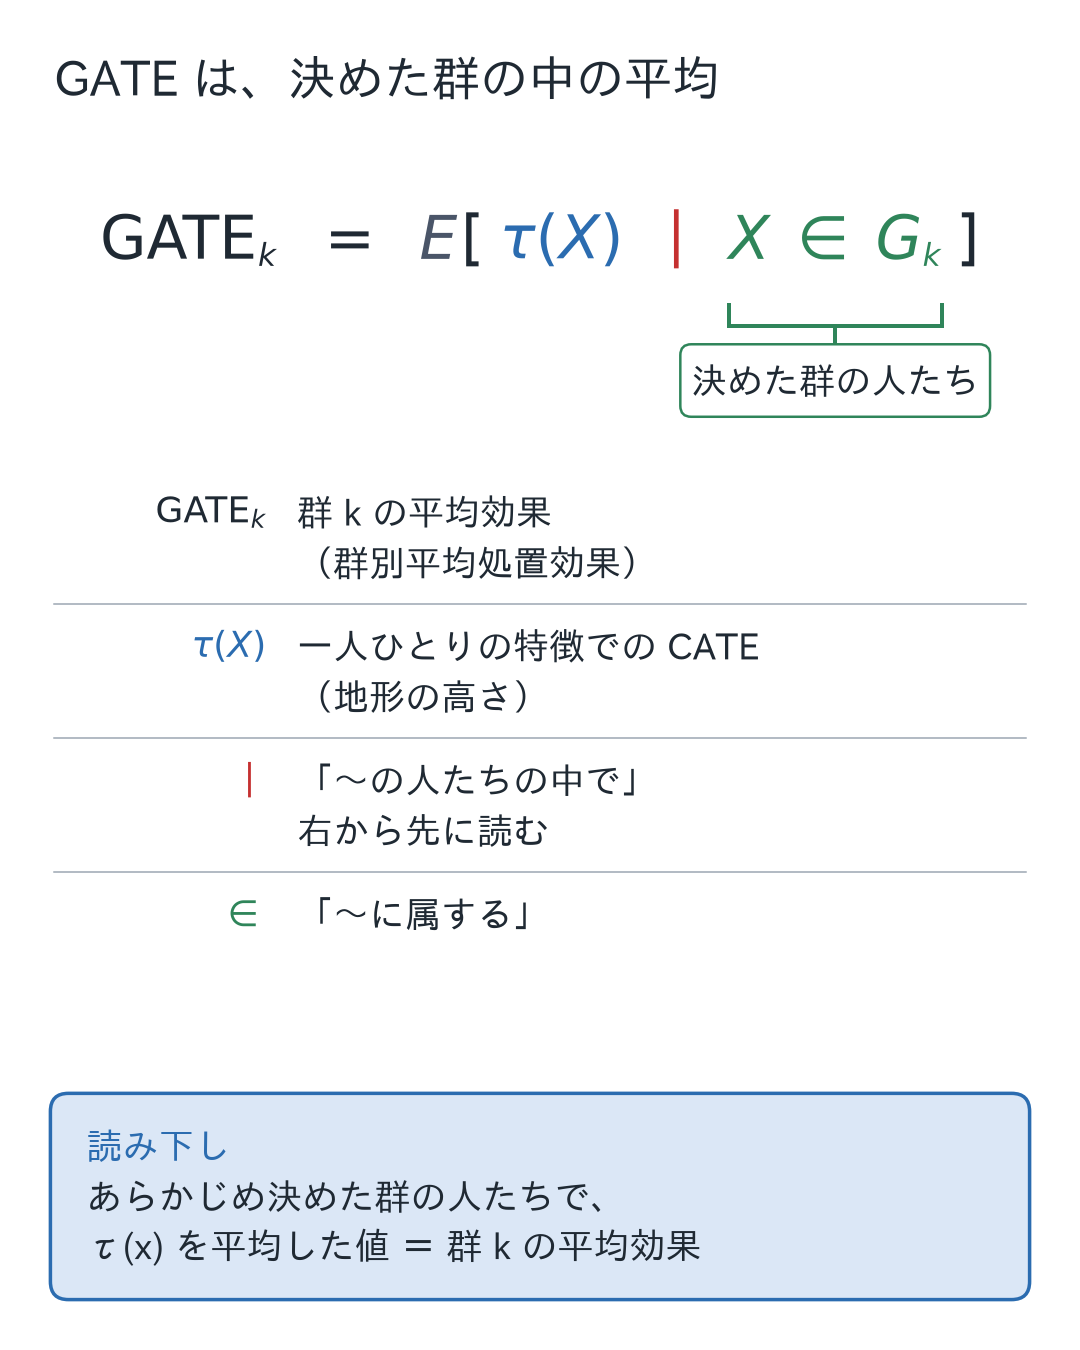 GATE は、決めた群の中の平均
GATEₖ = E[ τ(X) | X ∈ Gₖ ]
決めた群の人たち
GATEₖ 群 k の平均効果
（群別平均処置効果）
τ(X) 一人ひとりの特徴での CATE
（地形の高さ）
| 「〜の人たちの中で」
右から先に読む
∈ 「〜に属する」
読み下し
あらかじめ決めた群の人たちで、
τ (x) を平均した値 ＝ 群 k の平均効果